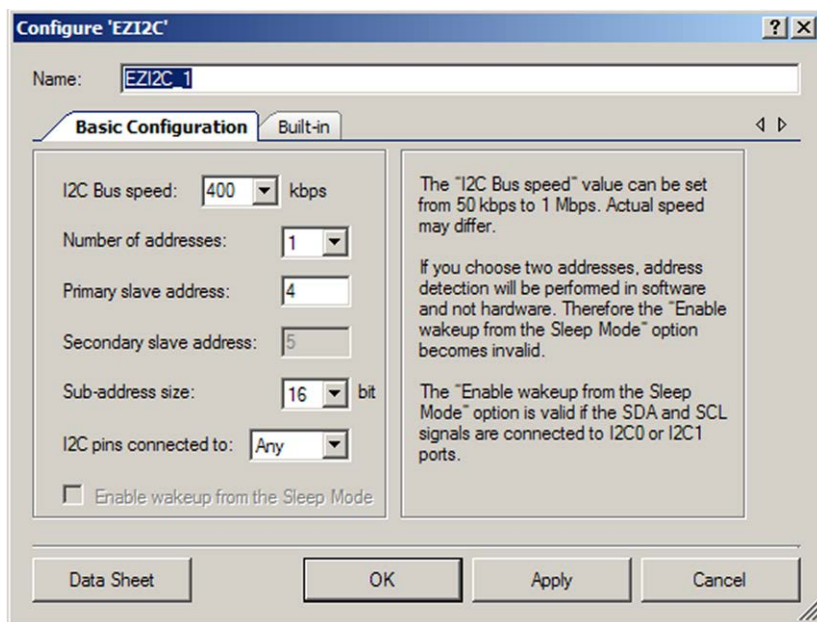 Configure 'EZI2C'
Name: EZI2C_1
Basic Configuration Built-in
I2C Bus speed: 400 kbps
Number of addresses: 1
Primary slave address: 4
Secondary slave address: 5
Sub-address size: 16 bit
I2C pins connected to: Any
Enable wakeup from the Sleep Mode
The "I2C Bus speed" value can be set
from 50 kbps to 1 Mbps. Actual speed
may differ.
If you choose two addresses, address
detection will be performed in software
and not hardware. Therefore the "Enable
wakeup from the Sleep Mode" option
becomes invalid.
The "Enable wakeup from the Sleep
Mode" option is valid if the SDA and SCL
signals are connected to I2C0 or I2C1
ports.
Data Sheet OK Apply Cancel